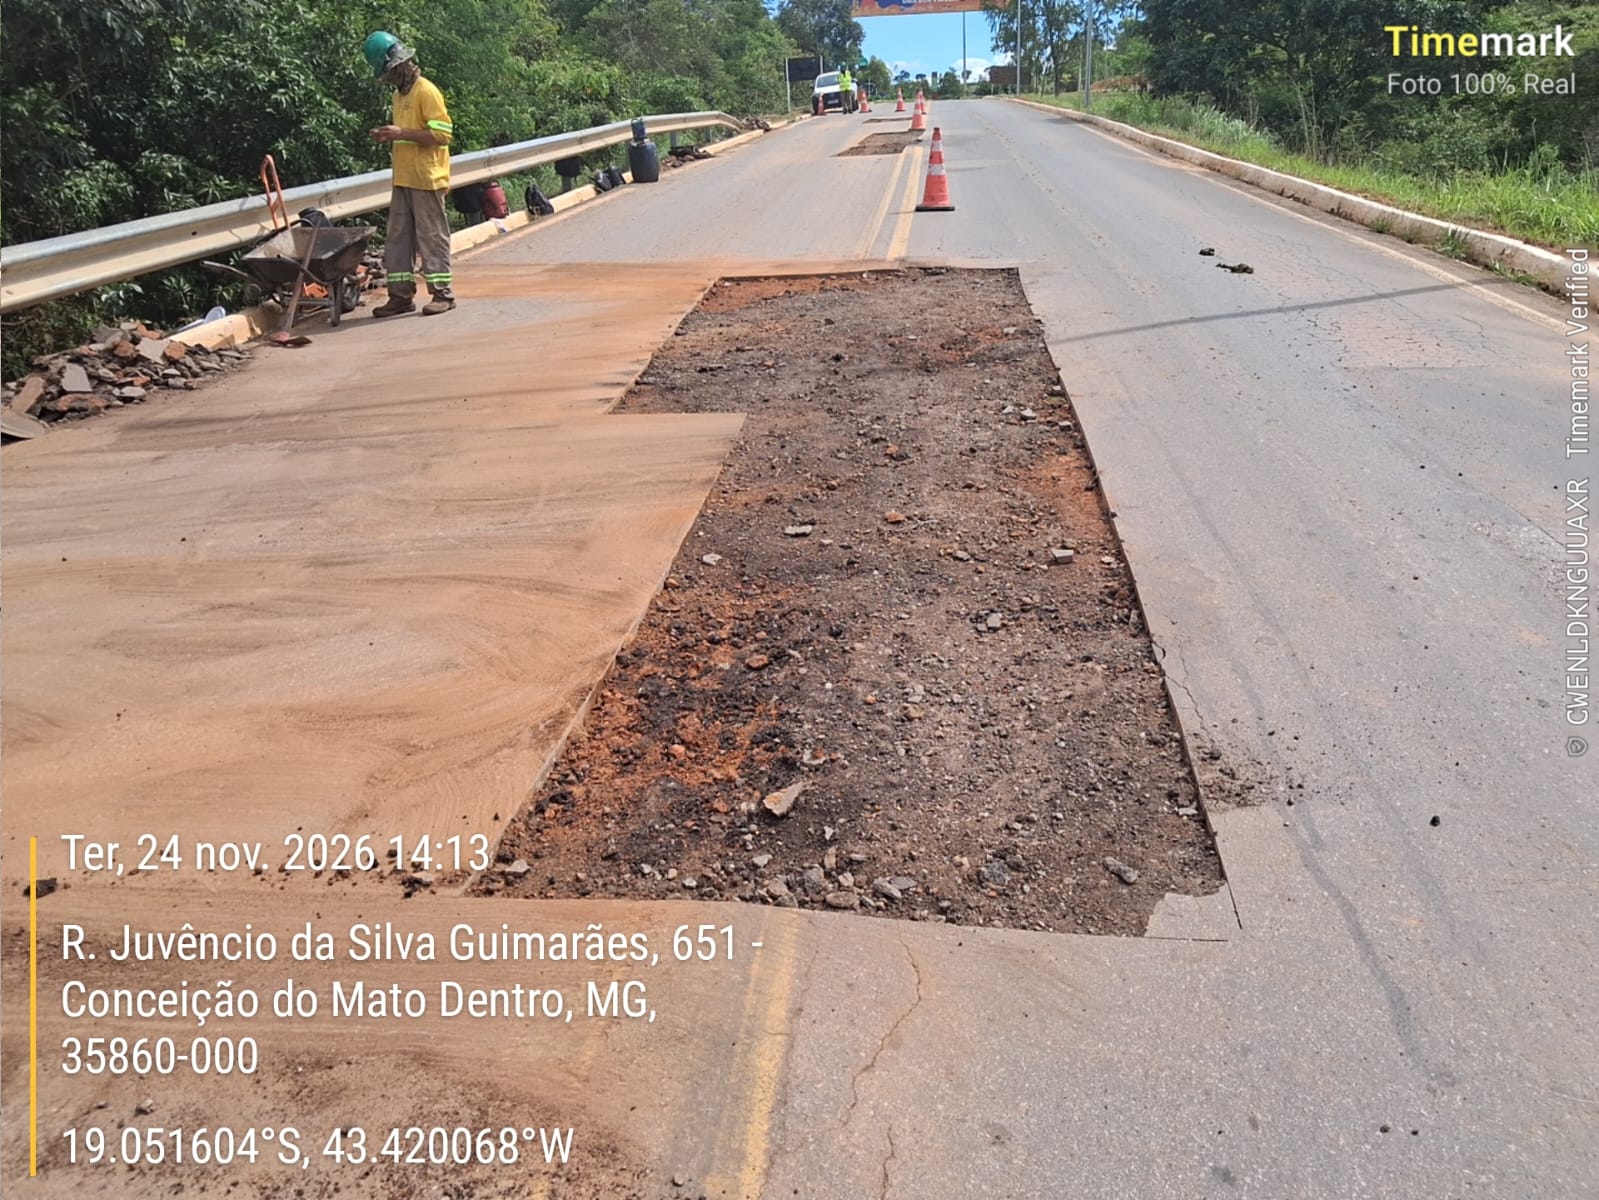 Timemark
Foto 100% Real
CWENLDKNGUUAXR Timemark Verified
Ter, 24 nov. 2026 14:13
R. Juvêncio da Silva Guimarães, 651 -
Conceição do Mato Dentro, MG,
35860-000
19.051604°S, 43.420068°W